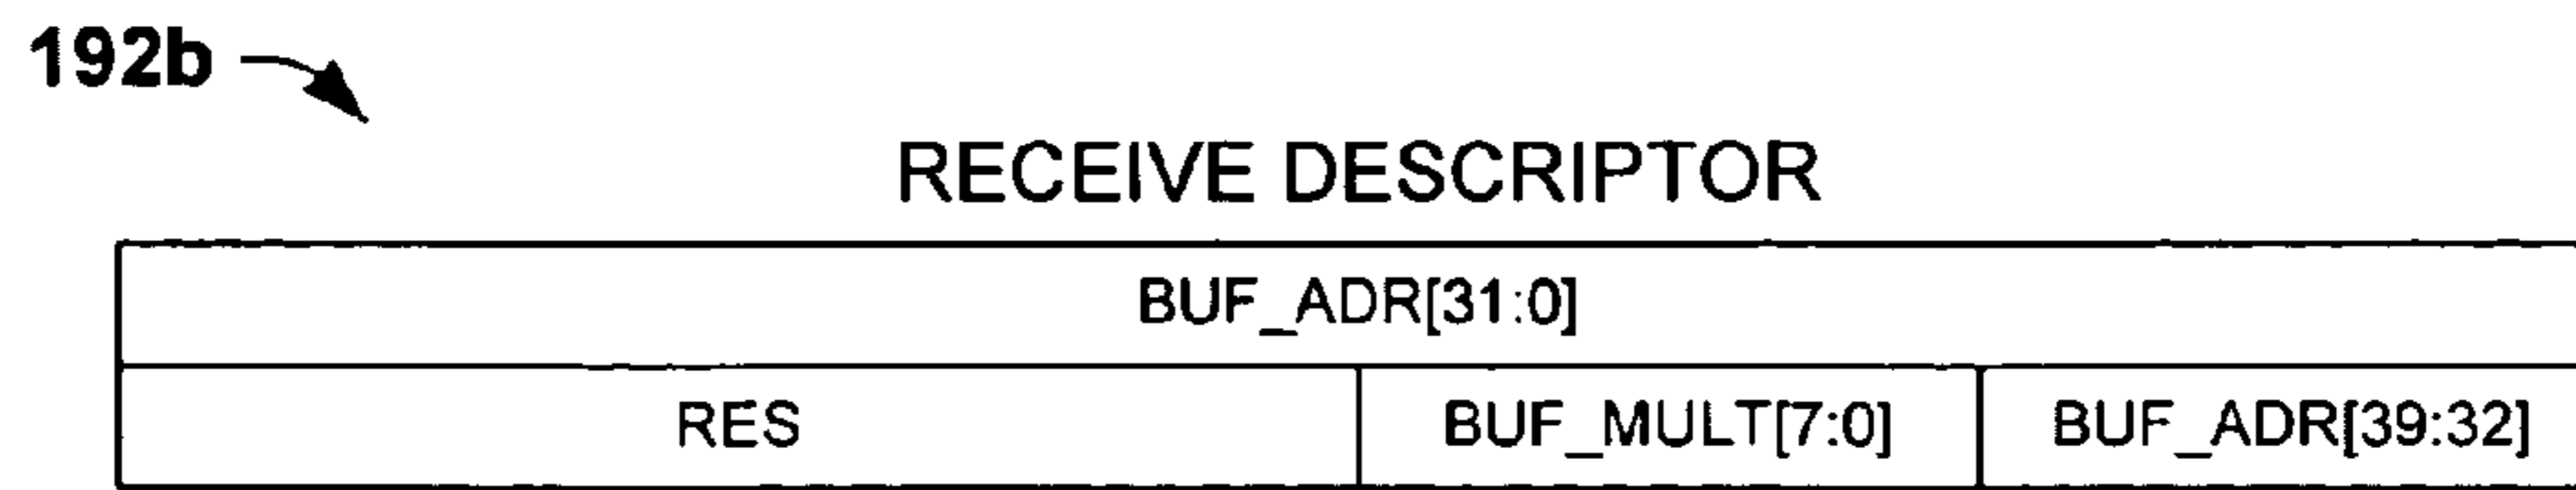 192b
RECEIVE DESCRIPTOR
BUF_ADR[31:0]
RES BUF_MULT[7:0] BUF_ADR[39:32]